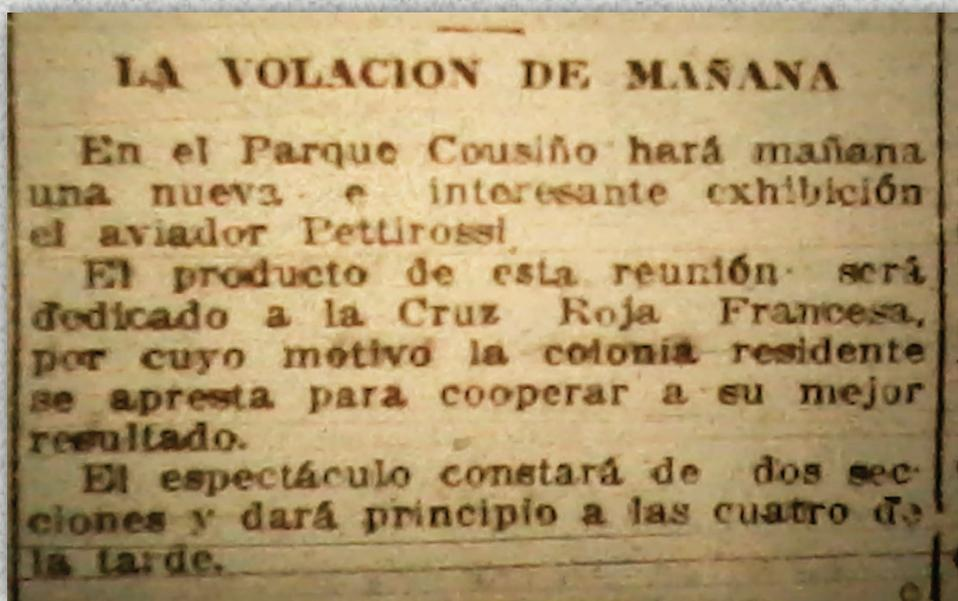 LA VOLACION DE MAÑANA
En el Parque Cousiño hará mañana
una nueva e interesante exhibición
el aviador Pettirossi
El producto de esta reunión será
dedicado a la Cruz Roja Francesa,
por cuyo motivo la colonia residente
se apresta para cooperar a su mejor
resultado.
El espectáculo constará de dos sec-
ciones y dará principio a las cuatro de
la tarde.